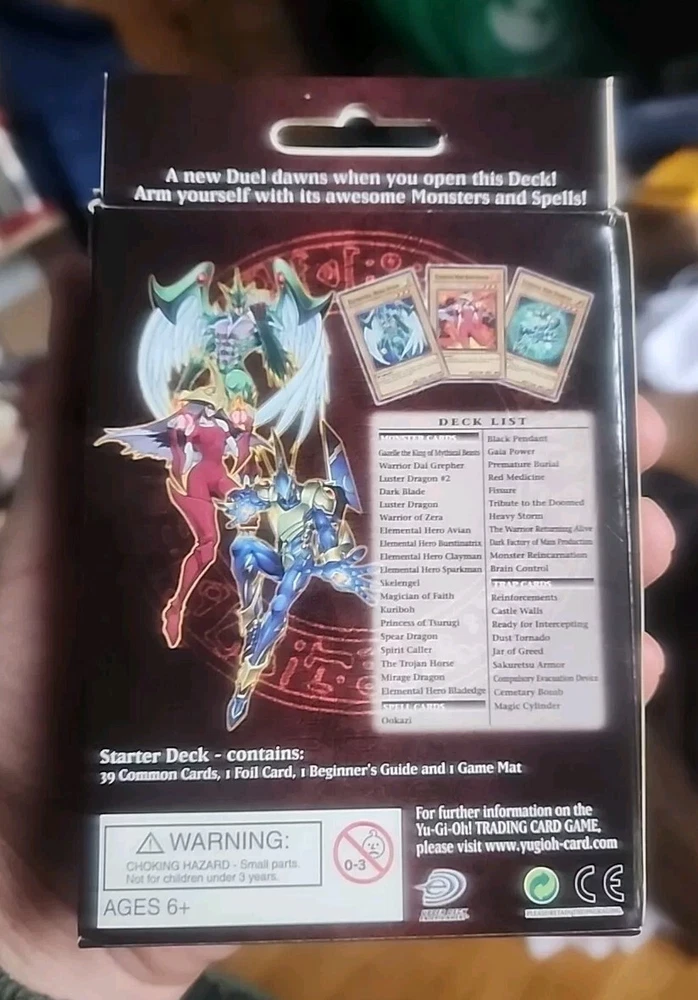 A new Duel dawns when you open this Deck!
Arm yourself with its awesome Monsters and Spells!
DECK LIST
MONSTER CARDS
Gazelle the King of Mythical Beasts
Warrior Dai Grepher
Luster Dragon #2
Dark Blade
Luster Dragon
Warrior of Zera
Elemental Hero Avian
Elemental Hero Burstinatrix
Elemental Hero Clayman
Elemental Hero Sparkman
Skelengel
Magician of Faith
Kuriboh
Princess of Tsurugi
Spear Dragon
Spirit Caller
The Trojan Horse
Mirage Dragon
Elemental Hero Bladedge
SPELL CARDS
Ookazi
Black Pendant
Gaia Power
Premature Burial
Red Medicine
Fissure
Tribute to the Doomed
Heavy Storm
The Warrior Returning Alive
Dark Factory of Mass Production
Monster Reincarnation
Brain Control
TRAP CARDS
Reinforcements
Castle Walls
Ready for Intercepting
Dust Tornado
Jar of Greed
Sakuretsu Armor
Compulsory Evacuation Device
Cemetary Bomb
Magic Cylinder
Starter Deck - contains:
39 Common Cards, 1 Foil Card, 1 Beginner's Guide and 1 Game Mat
WARNING:
CHOKING HAZARD - Small parts.
Not for children under 3 years.
0-3
AGES 6+
For further information on the
Yu-Gi-Oh! TRADING CARD GAME,
please visit www.yugioh-card.com
UPPER DECK
ENTERTAINMENT
CE
PLEASE RETAIN THIS PACKAGING